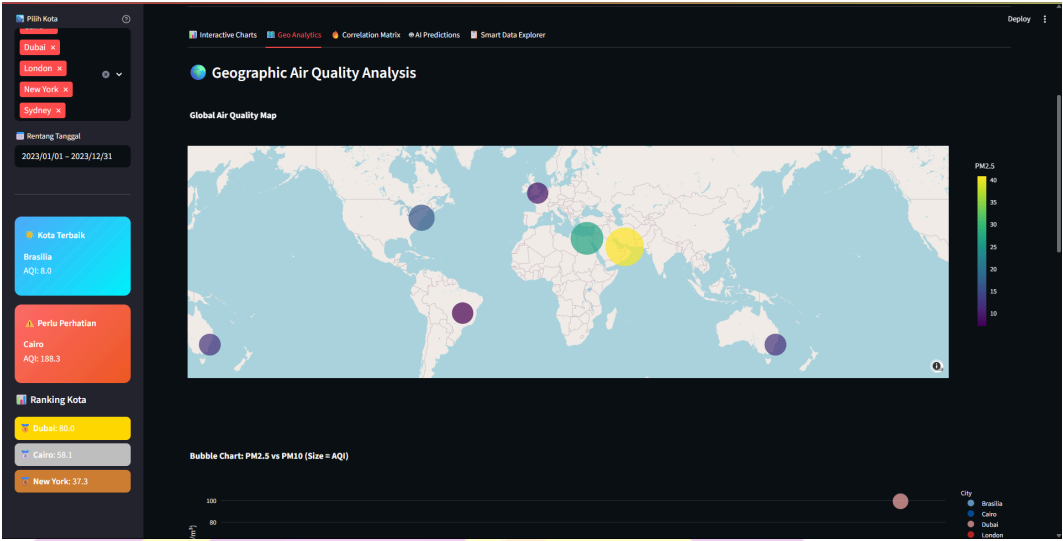 Pilih Kota
Dubai ×
London ×
New York ×
Sydney ×
Rentang Tanggal
2023/01/01 – 2023/12/31
Kota Terbaik
Brasilia
AQI: 8.0
Perlu Perhatian
Cairo
AQI: 188.3
Ranking Kota
Dubai: 80.0
Cairo: 58.1
New York: 37.3
Deploy
Interactive Charts
Geo Analytics
Correlation Matrix
AI Predictions
Smart Data Explorer
Geographic Air Quality Analysis
Global Air Quality Map
PM2.5
40
35
30
25
20
15
10
Bubble Chart: PM2.5 vs PM10 (Size = AQI)
100
80
City
Brasilia
Cairo
Dubai
London